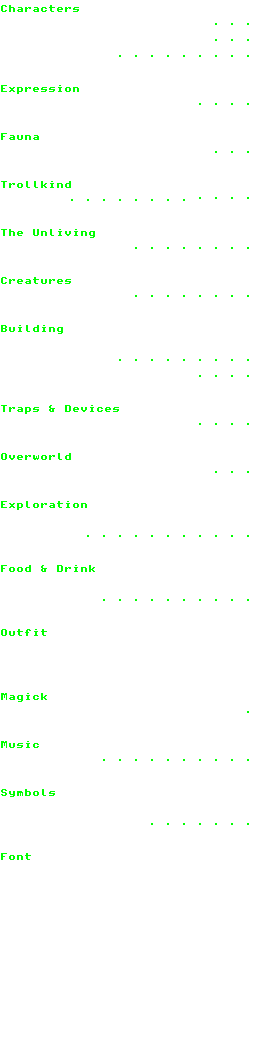 Characters
Expression
Fauna
Trollkind
The Unliving
Creatures
Building
Traps & Devices
Overworld
Exploration
Food & Drink
Outfit
Magick
Music
Symbols
Font